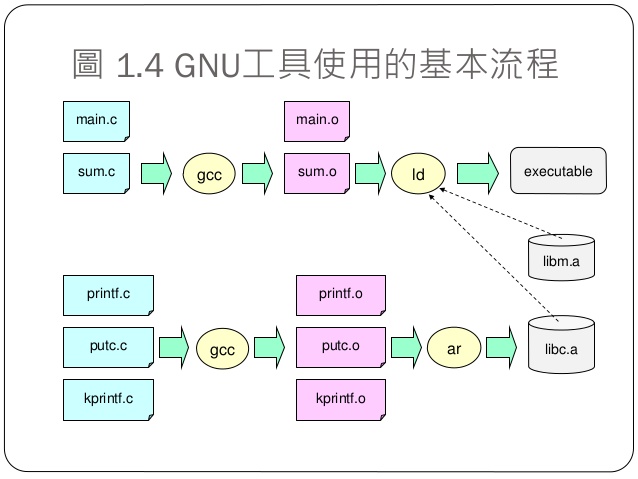 圖 1.4 GNU工具使用的基本流程
main.c
main.o
sum.c
gcc
sum.o
ld
executable
libm.a
printf.c
printf.o
putc.c
gcc
putc.o
ar
libc.a
kprintf.c
kprintf.o